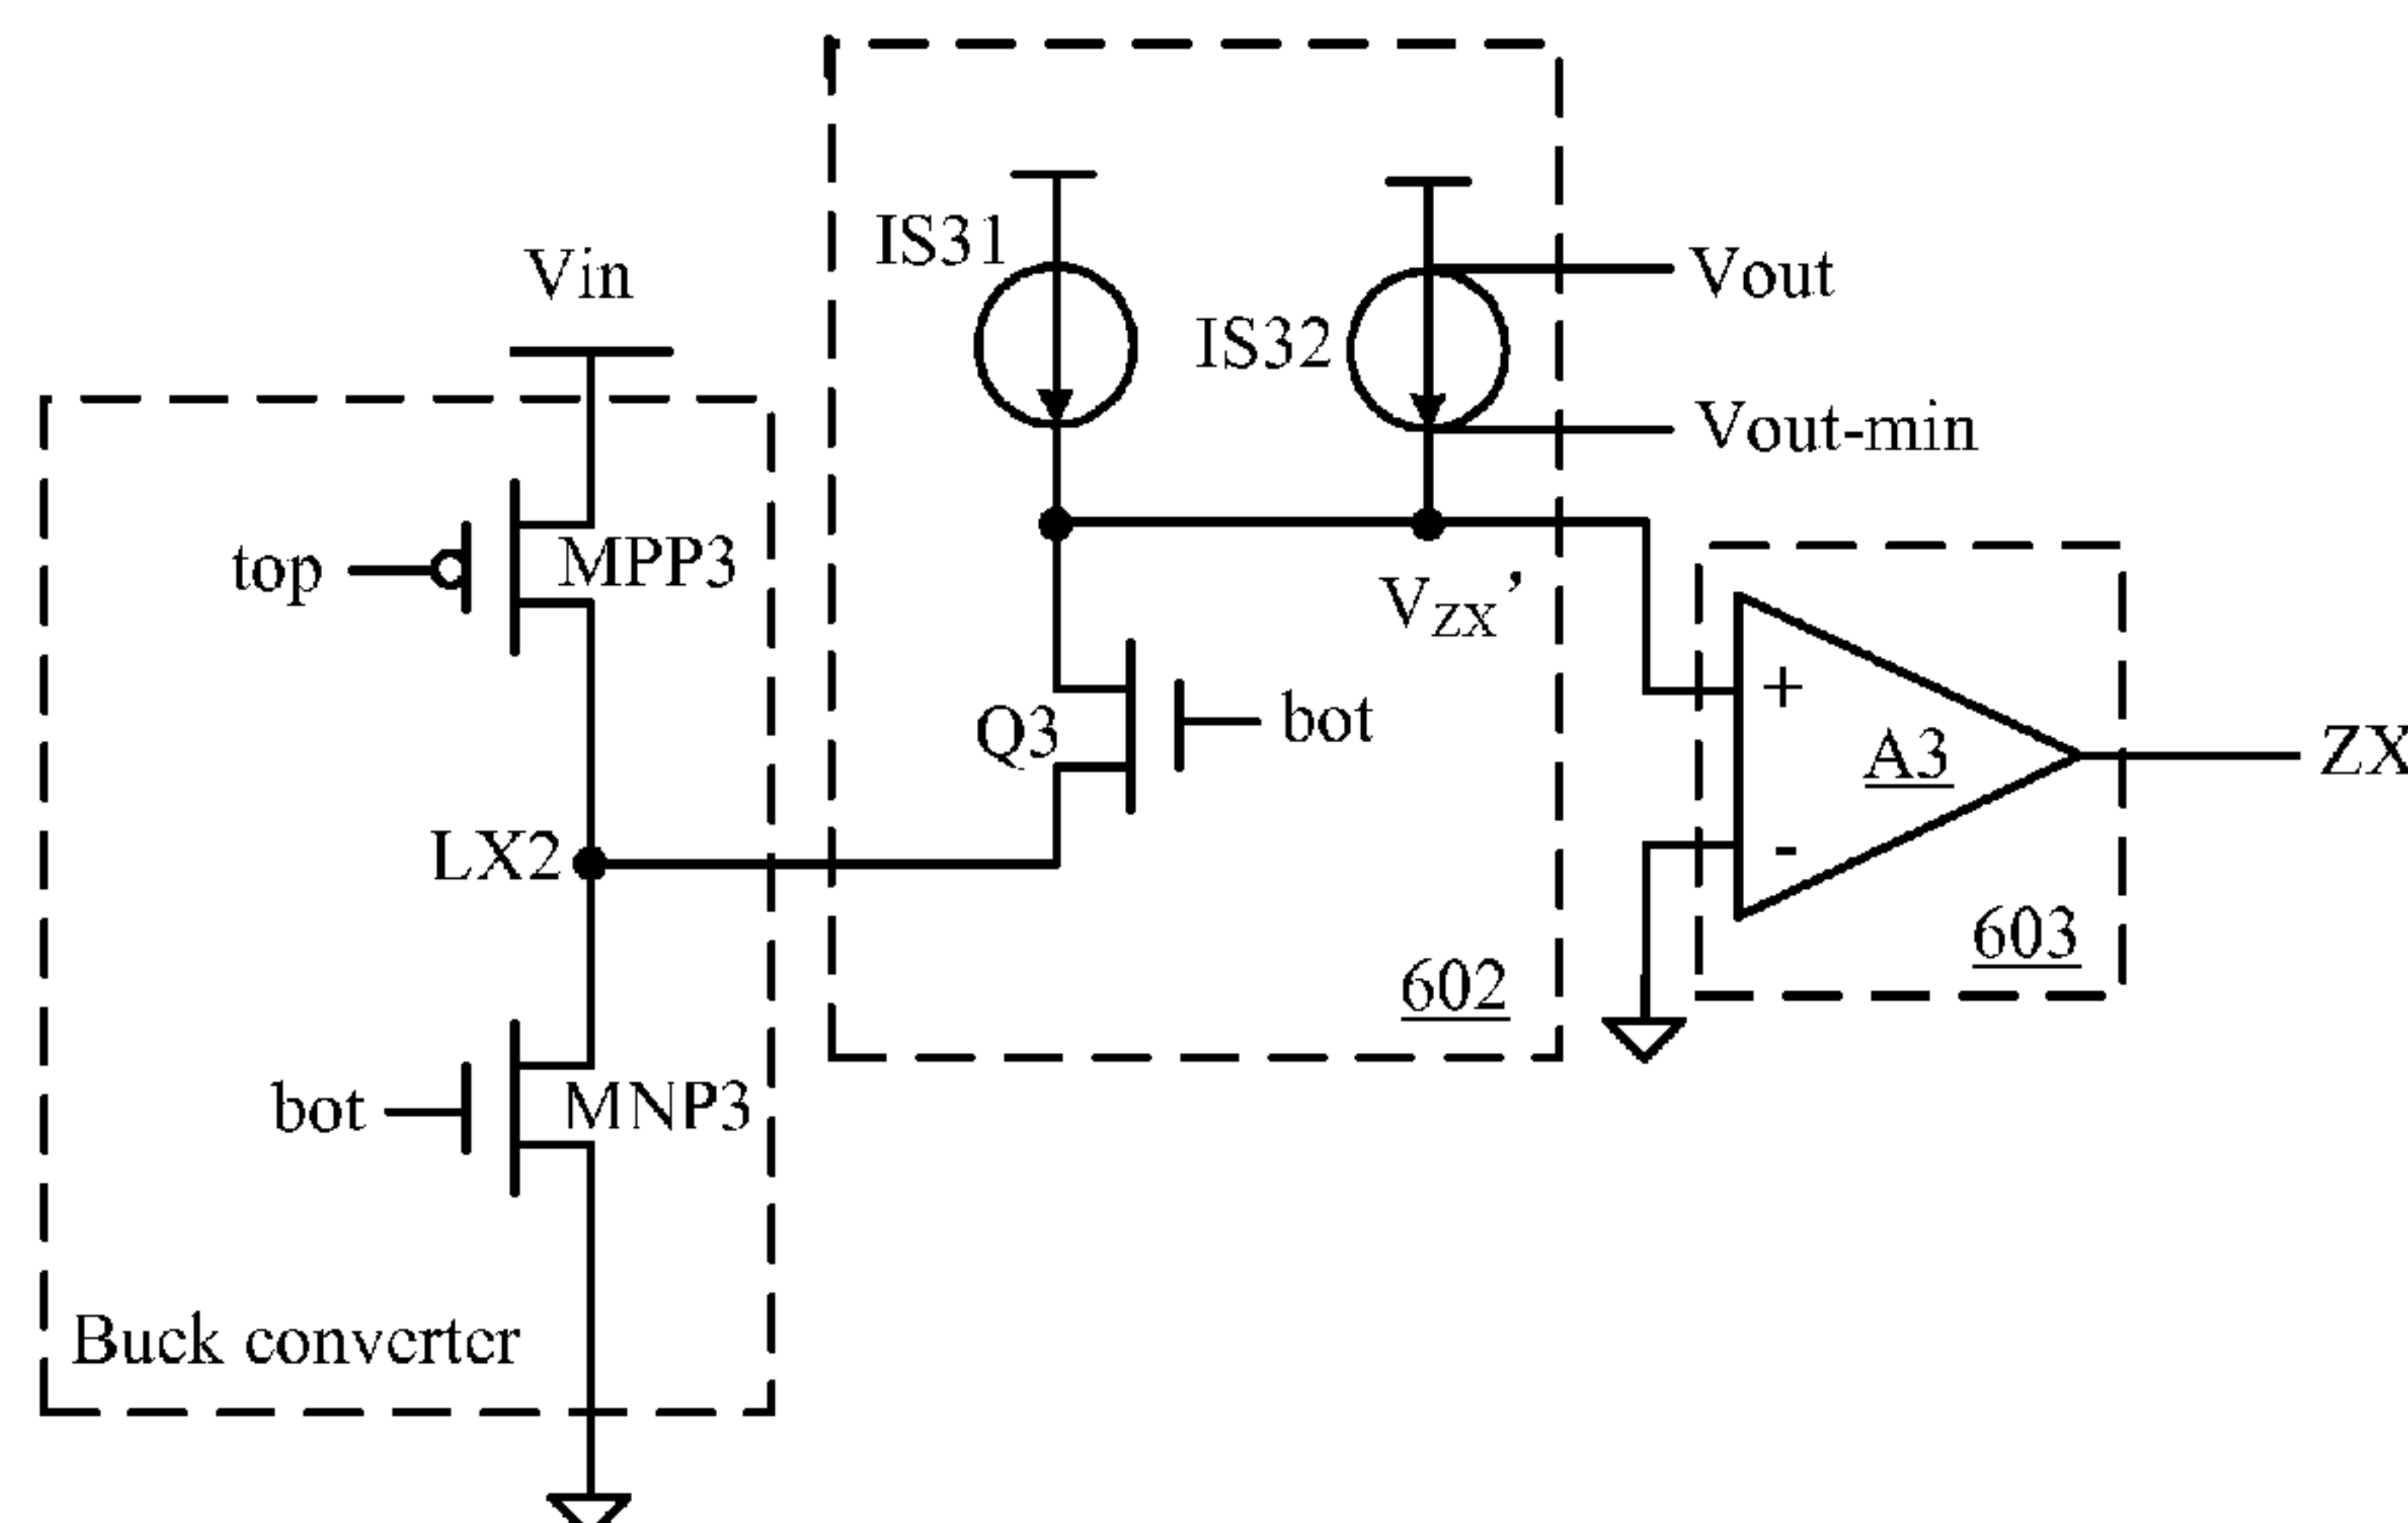 IS31
Vin
Vout
IS32
Vout-min
top
MPP3
VZX’
+
Q3
bot
A3
ZX
LX2
-
603
602
bot
MNP3
Buck converter